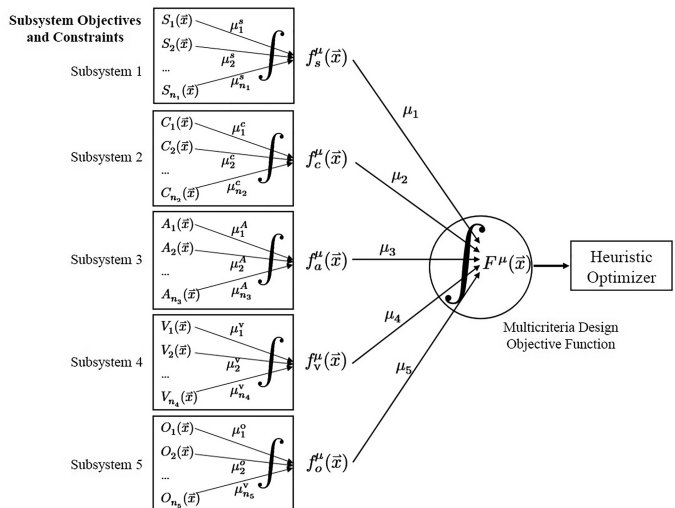 Subsystem Objectives
and Constraints
Subsystem 1
S₁(x⃗)
S₂(x⃗)
...
Sₙ₁(x⃗)
μ₁ˢ
μ₂ˢ
μₙ₁ˢ
∫
fₛᵘ(x⃗)
Subsystem 2
C₁(x⃗)
C₂(x⃗)
...
Cₙ₂(x⃗)
μ₁ᶜ
μ₂ᶜ
μₙ₂ᶜ
∫
f_c^μ(x⃗)
Subsystem 3
A₁(x⃗)
A₂(x⃗)
...
Aₙ₃(x⃗)
μ₁ᴬ
μ₂ᴬ
μₙ₃ᴬ
∫
f_a^μ(x⃗)
Subsystem 4
V₁(x⃗)
V₂(x⃗)
...
Vₙ₄(x⃗)
μ₁ᵛ
μ₂ᵛ
μₙ₄ᵛ
∫
f_v^μ(x⃗)
Subsystem 5
O₁(x⃗)
O₂(x⃗)
...
Oₙ₅(x⃗)
μ₁ᵒ
μ₂ᵒ
μₙ₅ᵛ
∫
f_o^μ(x⃗)
μ₁
μ₂
μ₃
μ₄
μ₅
∫ F^μ(x⃗)
Multicriteria Design
Objective Function
Heuristic
Optimizer